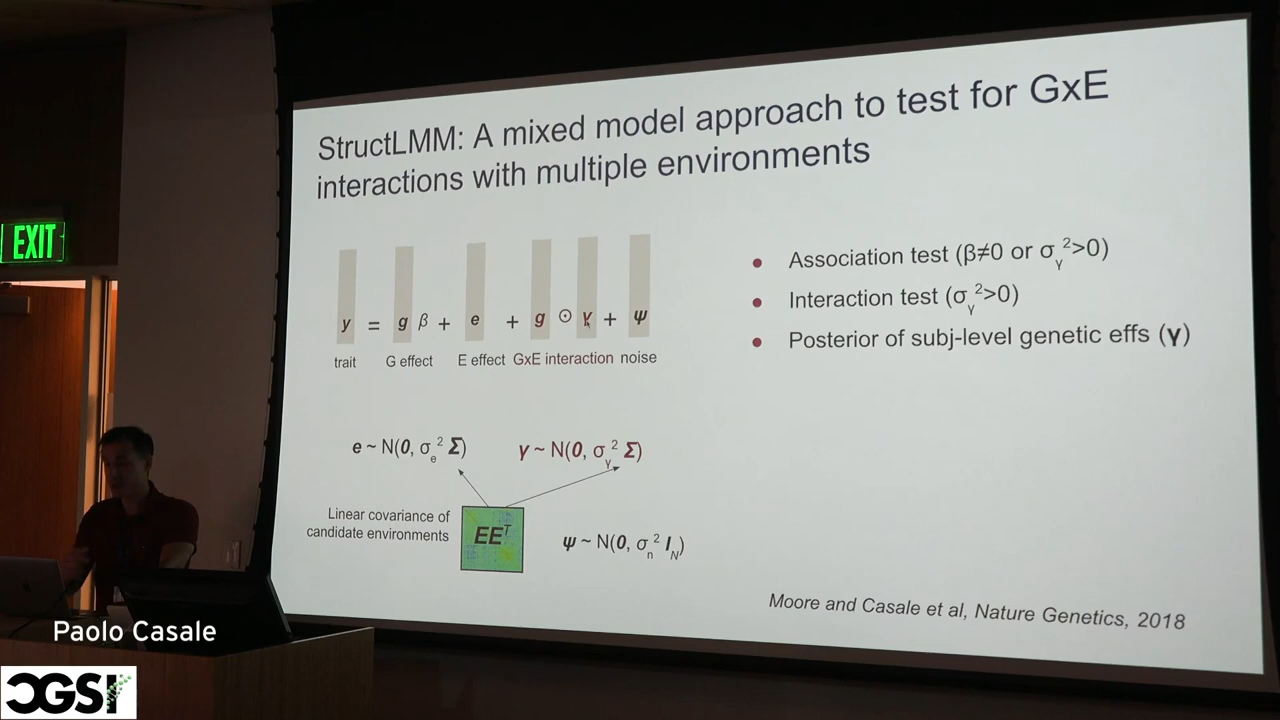 StructLMM: A mixed model approach to test for GxE
interactions with multiple environments
EXIT
y = g β + e + g ⊙ γ + ψ
trait G effect E effect GxE interaction noise
● Association test (β≠0 or σγ²>0)
● Interaction test (σγ²>0)
● Posterior of subj-level genetic effs (γ)
e ~ N(0, σe² Σ) γ ~ N(0, σγ² Σ)
Linear covariance of
candidate environments
EEᵀ
ψ ~ N(0, σn² IN)
Moore and Casale et al, Nature Genetics, 2018
Paolo Casale
CGSI